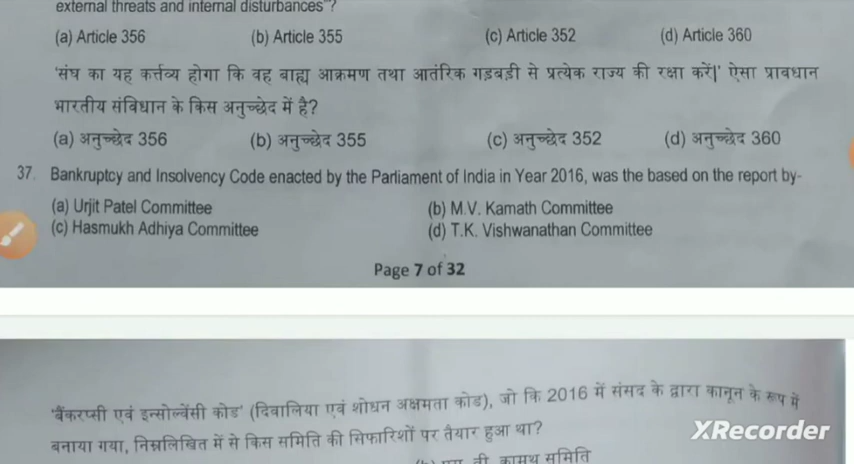 external threats and internal disturbances"?
(a) Article 356 (b) Article 355 (c) Article 352 (d) Article 360
'संघ का यह कर्त्तव्य होगा कि वह बाह्य आक्रमण तथा आतंरिक गड़बड़ी से प्रत्येक राज्य की रक्षा करें|' ऐसा प्रावधान
भारतीय संविधान के किस अनुच्छेद में है?
(a) अनुच्छेद 356 (b) अनुच्छेद 355 (c) अनुच्छेद 352 (d) अनुच्छेद 360
37. Bankruptcy and Insolvency Code enacted by the Parliament of India in Year 2016, was the based on the report by-
(a) Urjit Patel Committee (b) M.V. Kamath Committee
(c) Hasmukh Adhiya Committee (d) T.K. Vishwanathan Committee
Page 7 of 32
'बैंकरप्सी एवं इन्सोल्वेंसी कोड' (दिवालिया एवं शोधन अक्षमता कोड), जो कि 2016 में संसद के द्वारा कानून के रूप में
बनाया गया, निम्नलिखित में से किस समिति की सिफारिशों पर तैयार हुआ था?
XRecorder
वी कामथ समिति